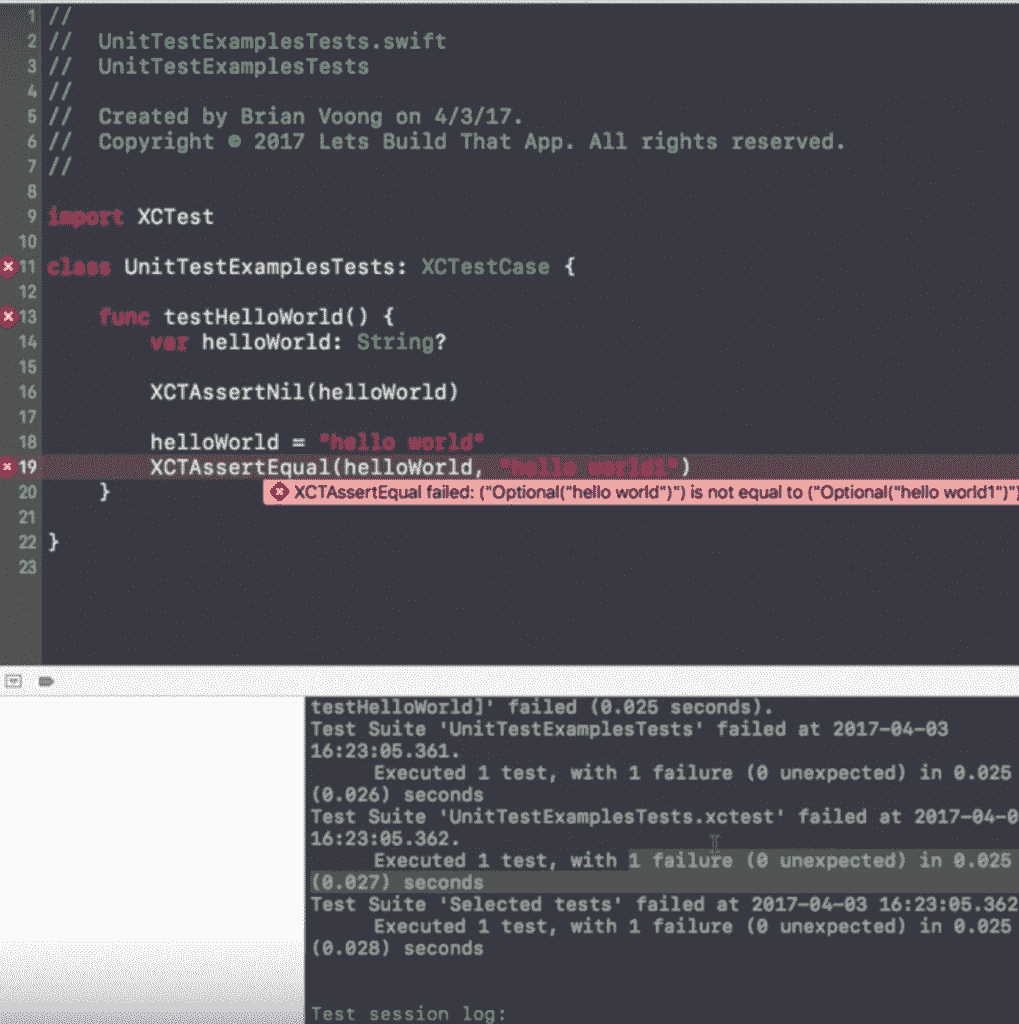 1 //
2 //  UnitTestExamplesTests.swift
3 //  UnitTestExamplesTests
4 //
5 //  Created by Brian Voong on 4/3/17.
6 //  Copyright © 2017 Lets Build That App. All rights reserved.
7 //
8
9 import XCTest
10
11 class UnitTestExamplesTests: XCTestCase {
12
13     func testHelloWorld() {
14         var helloWorld: String?
15
16         XCTAssertNil(helloWorld)
17
18         helloWorld = "hello world"
19         XCTAssertEqual(helloWorld, "hello world1")
20     }
XCTAssertEqual failed: ("Optional("hello world")") is not equal to ("Optional("hello world1")")
21
22 }
23
testHelloWorld]' failed (0.025 seconds).
Test Suite 'UnitTestExamplesTests' failed at 2017-04-03
16:23:05.361.
     Executed 1 test, with 1 failure (0 unexpected) in 0.025
(0.026) seconds
Test Suite 'UnitTestExamplesTests.xctest' failed at 2017-04-0
16:23:05.362.
     Executed 1 test, with 1 failure (0 unexpected) in 0.025
(0.027) seconds
Test Suite 'Selected tests' failed at 2017-04-03 16:23:05.362
     Executed 1 test, with 1 failure (0 unexpected) in 0.025
(0.028) seconds
Test session log: